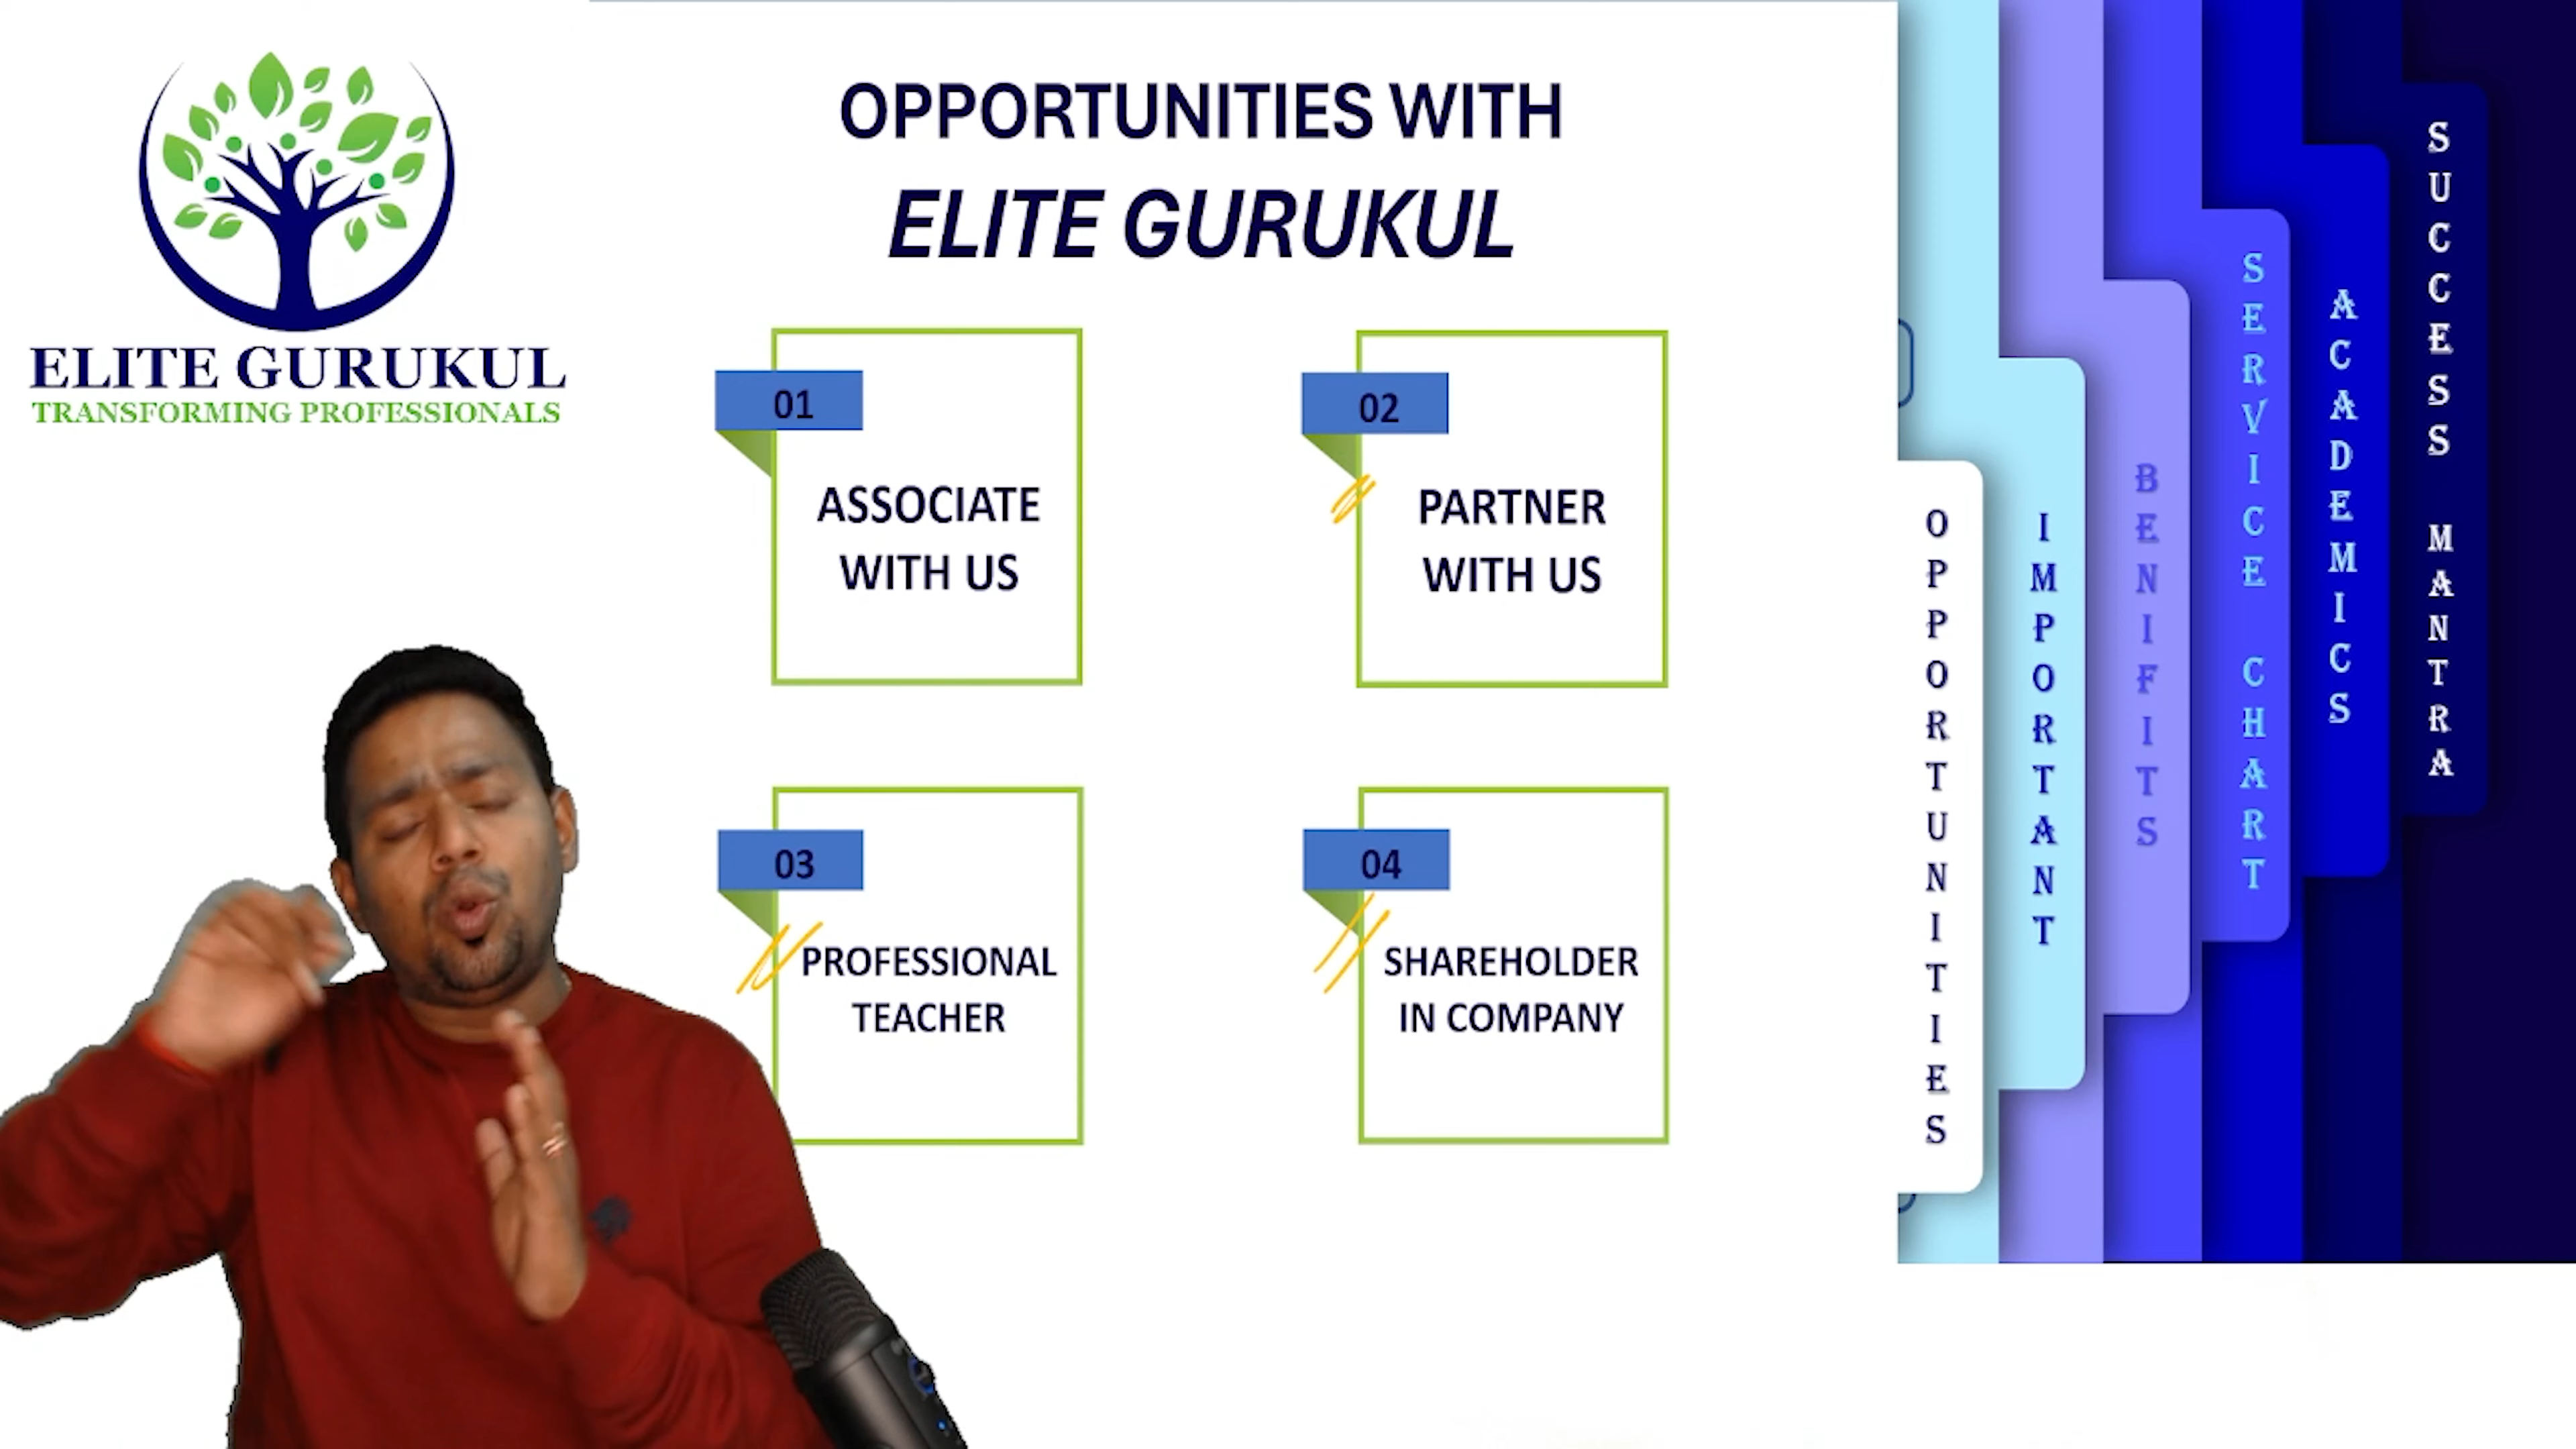 ELITE GURUKUL
TRANSFORMING PROFESSIONALS
OPPORTUNITIES WITH
ELITE GURUKUL
01
ASSOCIATE
WITH US
02
PARTNER
WITH US
03
PROFESSIONAL
TEACHER
04
SHAREHOLDER
IN COMPANY
OPPORTUNITIES
IMPORTANT
BENIFITS
SERVICE CHART
ACADEMICS
SUCCESS MANTRA